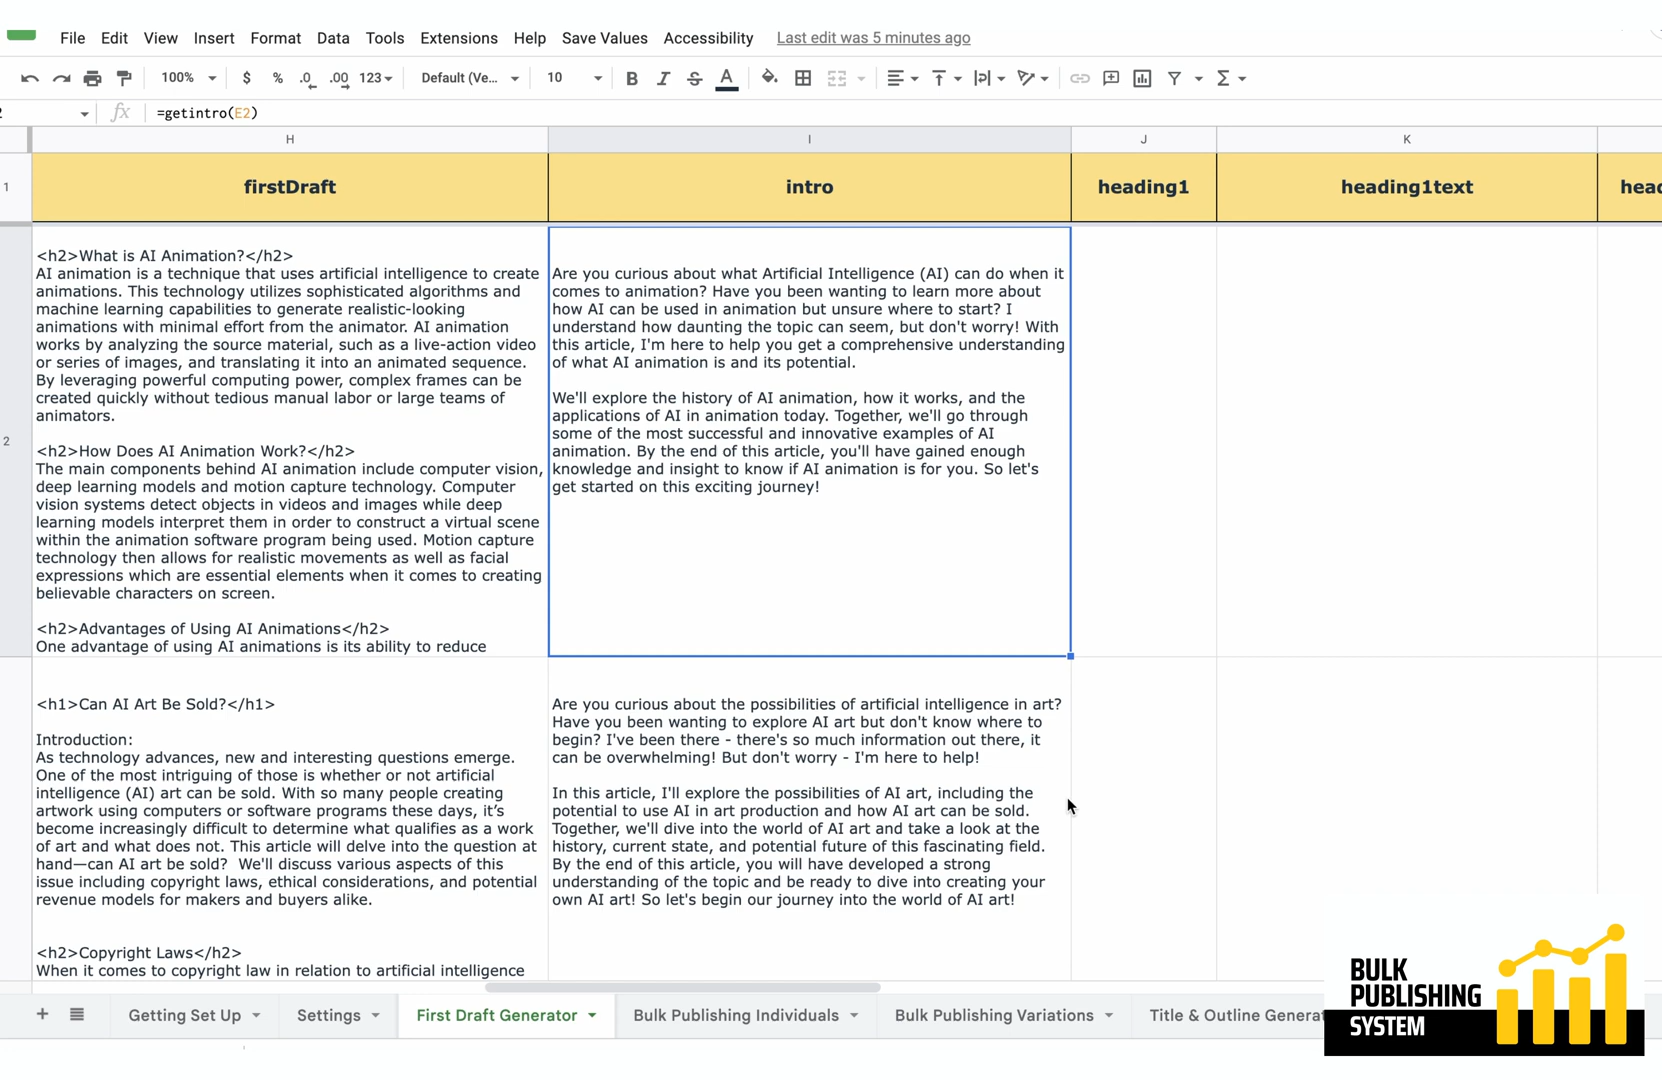 File Edit View Insert Format Data Tools Extensions Help Save Values Accessibility Last edit was 5 minutes ago
100% $ % .0 .00 123 Default (Ve... 10 B I S A Σ
2 fx =getintro(E2)
H I J K
1 firstDraft intro heading1 heading1text head
2
<h2>What is AI Animation?</h2>
AI animation is a technique that uses artificial intelligence to create
animations. This technology utilizes sophisticated algorithms and
machine learning capabilities to generate realistic-looking
animations with minimal effort from the animator. AI animation
works by analyzing the source material, such as a live-action video
or series of images, and translating it into an animated sequence.
By leveraging powerful computing power, complex frames can be
created quickly without tedious manual labor or large teams of
animators.
<h2>How Does AI Animation Work?</h2>
The main components behind AI animation include computer vision,
deep learning models and motion capture technology. Computer
vision systems detect objects in videos and images while deep
learning models interpret them in order to construct a virtual scene
within the animation software program being used. Motion capture
technology then allows for realistic movements as well as facial
expressions which are essential elements when it comes to creating
believable characters on screen.
<h2>Advantages of Using AI Animations</h2>
One advantage of using AI animations is its ability to reduce
Are you curious about what Artificial Intelligence (AI) can do when it
comes to animation? Have you been wanting to learn more about
how AI can be used in animation but unsure where to start? I
understand how daunting the topic can seem, but don't worry! With
this article, I'm here to help you get a comprehensive understanding
of what AI animation is and its potential.
We'll explore the history of AI animation, how it works, and the
applications of AI in animation today. Together, we'll go through
some of the most successful and innovative examples of AI
animation. By the end of this article, you'll have gained enough
knowledge and insight to know if AI animation is for you. So let's
get started on this exciting journey!
<h1>Can AI Art Be Sold?</h1>
Introduction:
As technology advances, new and interesting questions emerge.
One of the most intriguing of those is whether or not artificial
intelligence (AI) art can be sold. With so many people creating
artwork using computers or software programs these days, it’s
become increasingly difficult to determine what qualifies as a work
of art and what does not. This article will delve into the question at
hand—can AI art be sold?  We'll discuss various aspects of this
issue including copyright laws, ethical considerations, and potential
revenue models for makers and buyers alike.
<h2>Copyright Laws</h2>
When it comes to copyright law in relation to artificial intelligence
Are you curious about the possibilities of artificial intelligence in art?
Have you been wanting to explore AI art but don't know where to
begin? I've been there - there's so much information out there, it
can be overwhelming! But don't worry - I'm here to help!
In this article, I'll explore the possibilities of AI art, including the
potential to use AI in art production and how AI art can be sold.
Together, we'll dive into the world of AI art and take a look at the
history, current state, and potential future of this fascinating field.
By the end of this article, you will have developed a strong
understanding of the topic and be ready to dive into creating your
own AI art! So let's begin our journey into the world of AI art!
Getting Set Up Settings First Draft Generator Bulk Publishing Individuals Bulk Publishing Variations Title & Outline Generat
BULK
PUBLISHING
SYSTEM